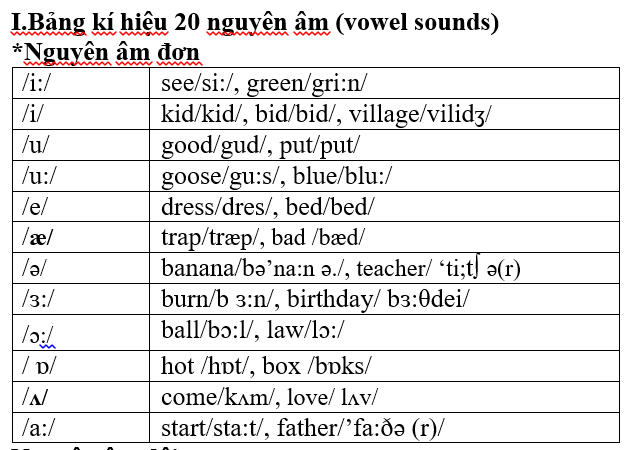 I.Bảng kí hiệu 20 nguyên âm (vowel sounds)
*Nguyên âm đơn
/i:/ see/si:/, green/gri:n/
/i/ kid/kid/, bid/bid/, village/vilidʒ/
/u/ good/gud/, put/put/
/u:/ goose/gu:s/, blue/blu:/
/e/ dress/dres/, bed/bed/
/æ/ trap/træp/, bad /bæd/
/ə/ banana/bə’na:n ə./, teacher/ ‘ti;t∫ ə(r)
/ɜ:/ burn/b ɜ:n/, birthday/ bɜ:θdei/
/ɔ:/ ball/bɔ:l/, law/lɔ:/
/ ɒ/ hot /hɒt/, box /bɒks/
/ʌ/ come/kʌm/, love/ lʌv/
/a:/ start/sta:t/, father/’fa:ðə (r)/